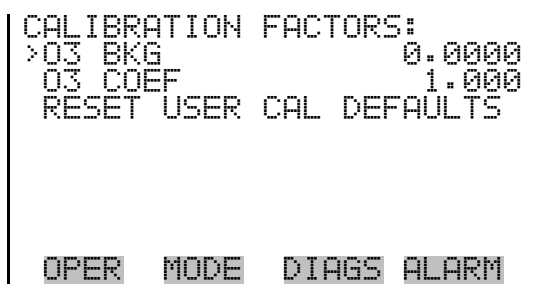 CALIBRATION FACTORS:
>O3 BKG 0.0000
O3 COEF 1.000
RESET USER CAL DEFAULTS
OPER MODE DIAGS ALARM